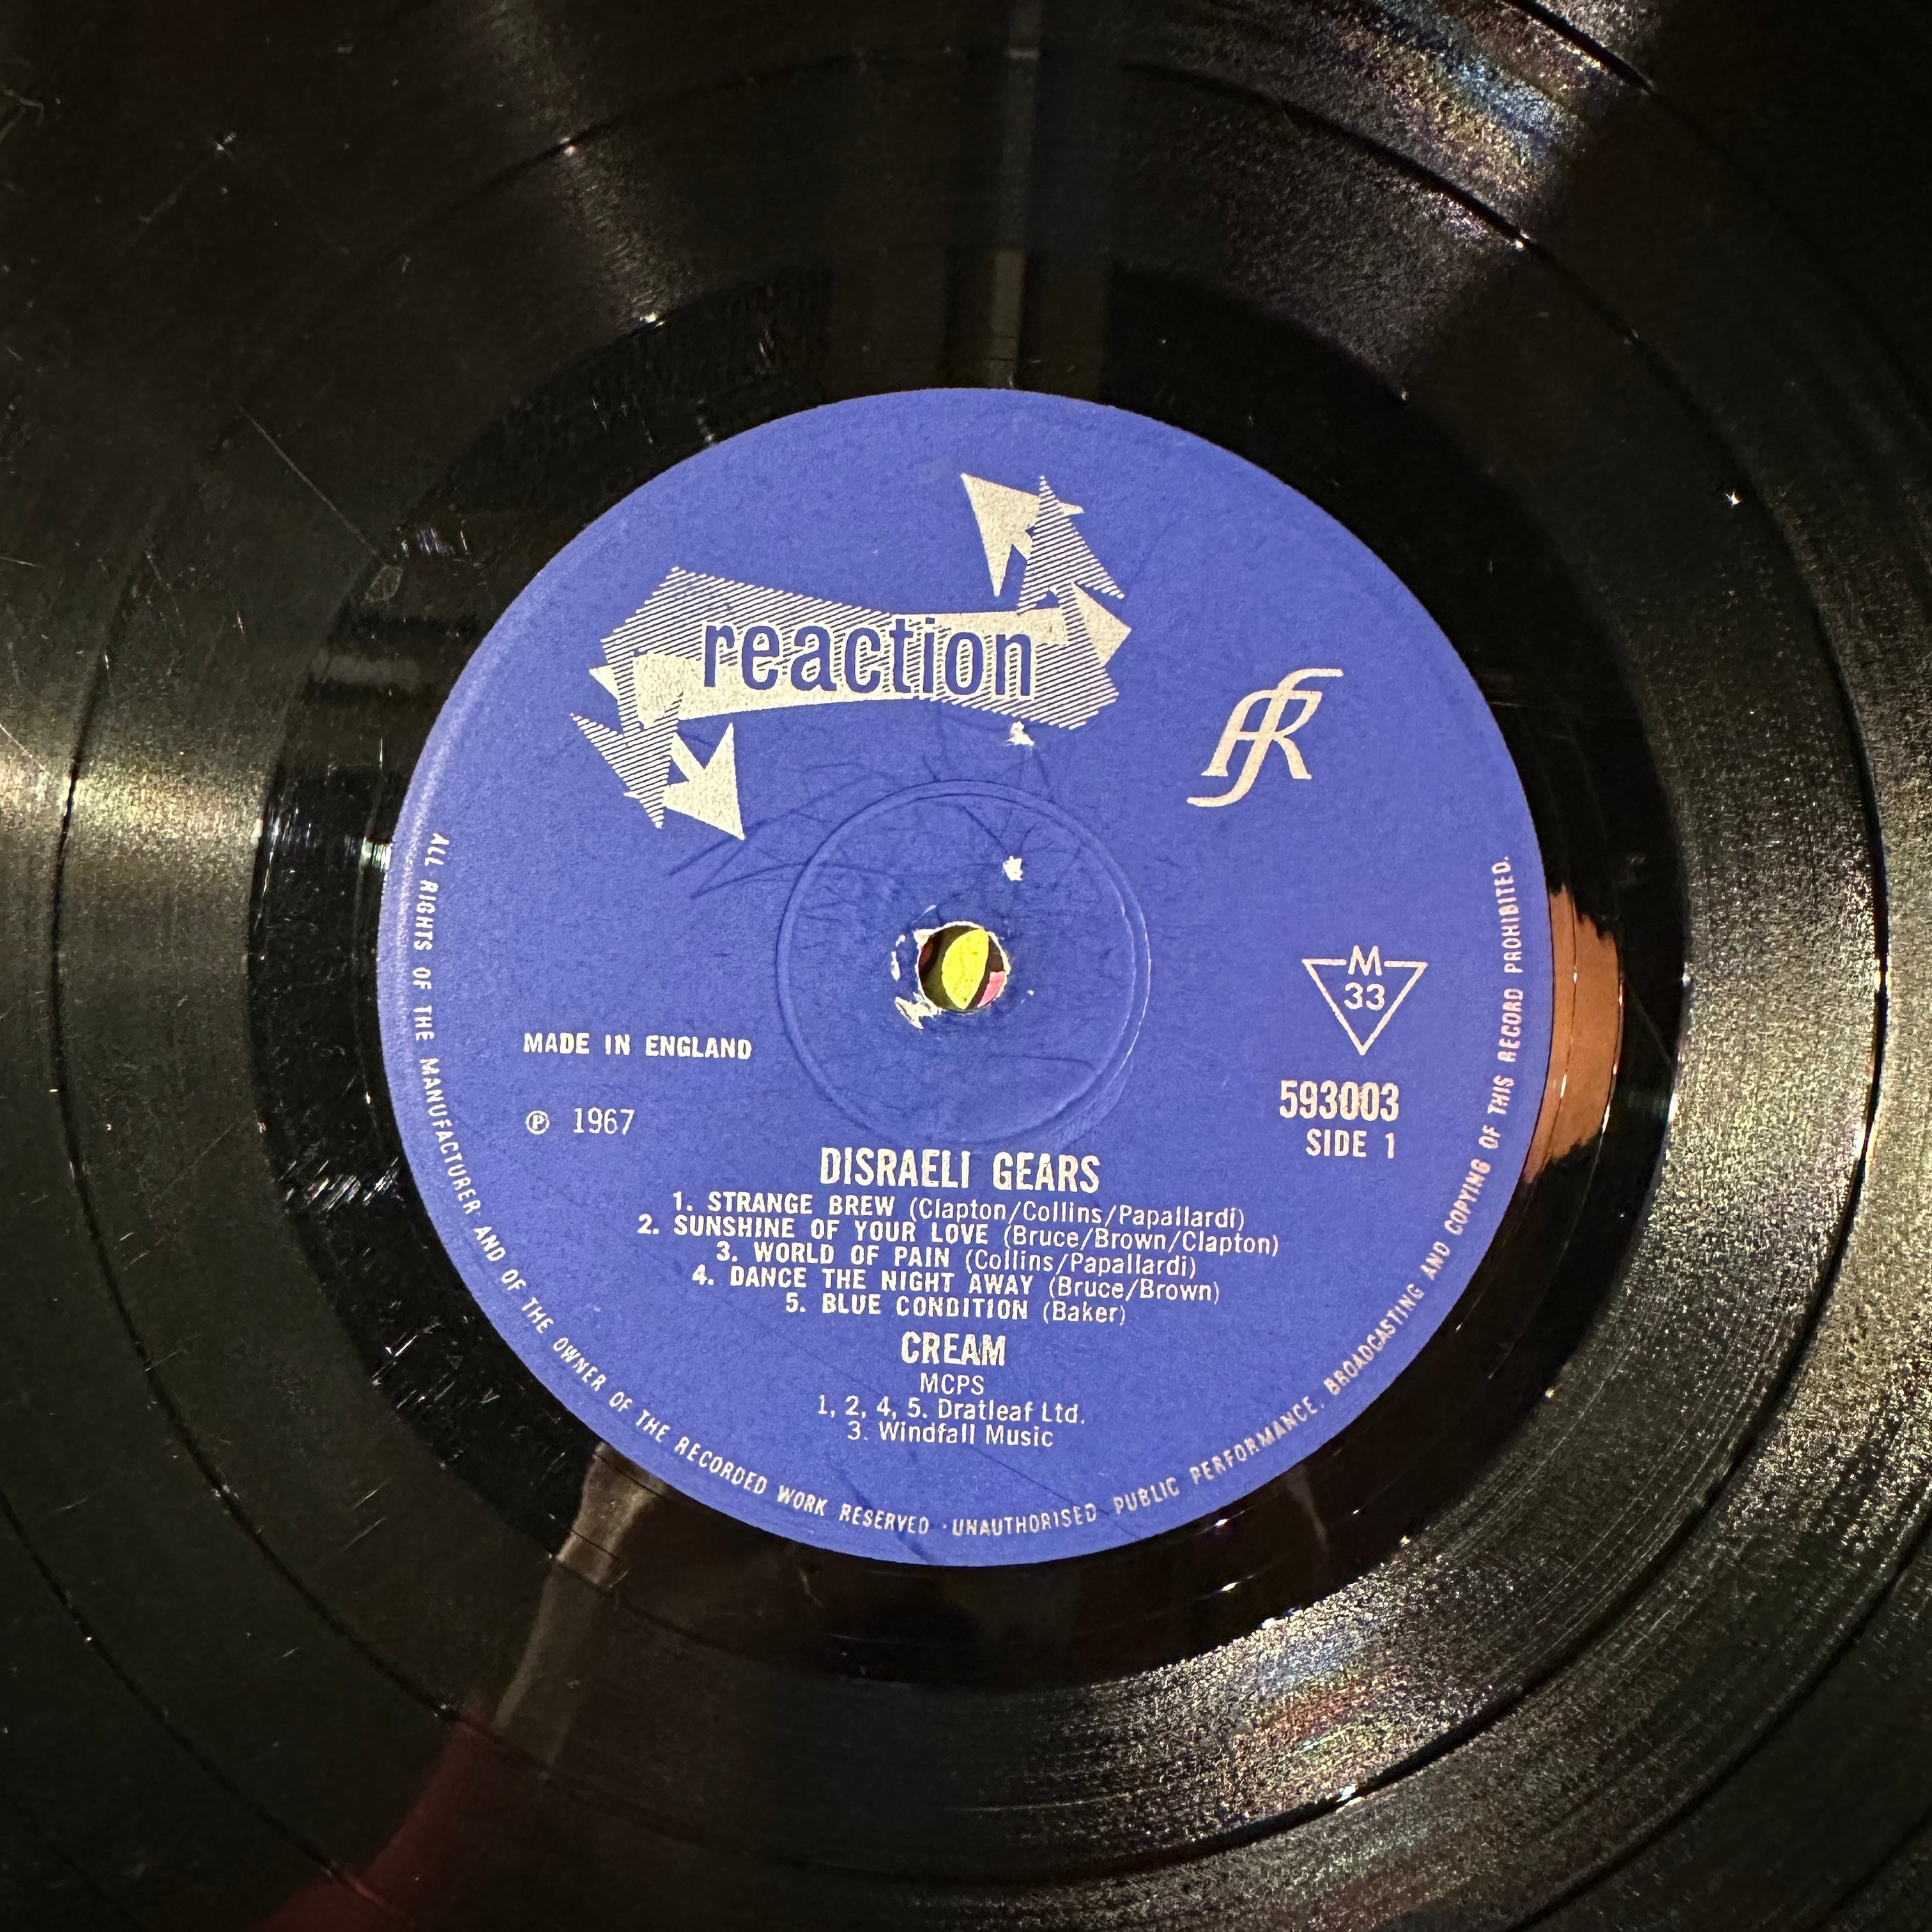 reaction
fR
MADE IN ENGLAND
Ⓟ 1967
M
33
593003
SIDE 1
DISRAELI GEARS
1. STRANGE BREW (Clapton/Collins/Papallardi)
2. SUNSHINE OF YOUR LOVE (Bruce/Brown/Clapton)
3. WORLD OF PAIN (Collins/Papallardi)
4. DANCE THE NIGHT AWAY (Bruce/Brown)
5. BLUE CONDITION (Baker)
CREAM
MCPS
1, 2, 4, 5. Dratleaf Ltd.
3. Windfall Music
ALL RIGHTS OF THE MANUFACTURER AND OF THE OWNER OF THE RECORDED WORK RESERVED · UNAUTHORISED PUBLIC PERFORMANCE, BROADCASTING AND COPYING OF THIS RECORD PROHIBITED.